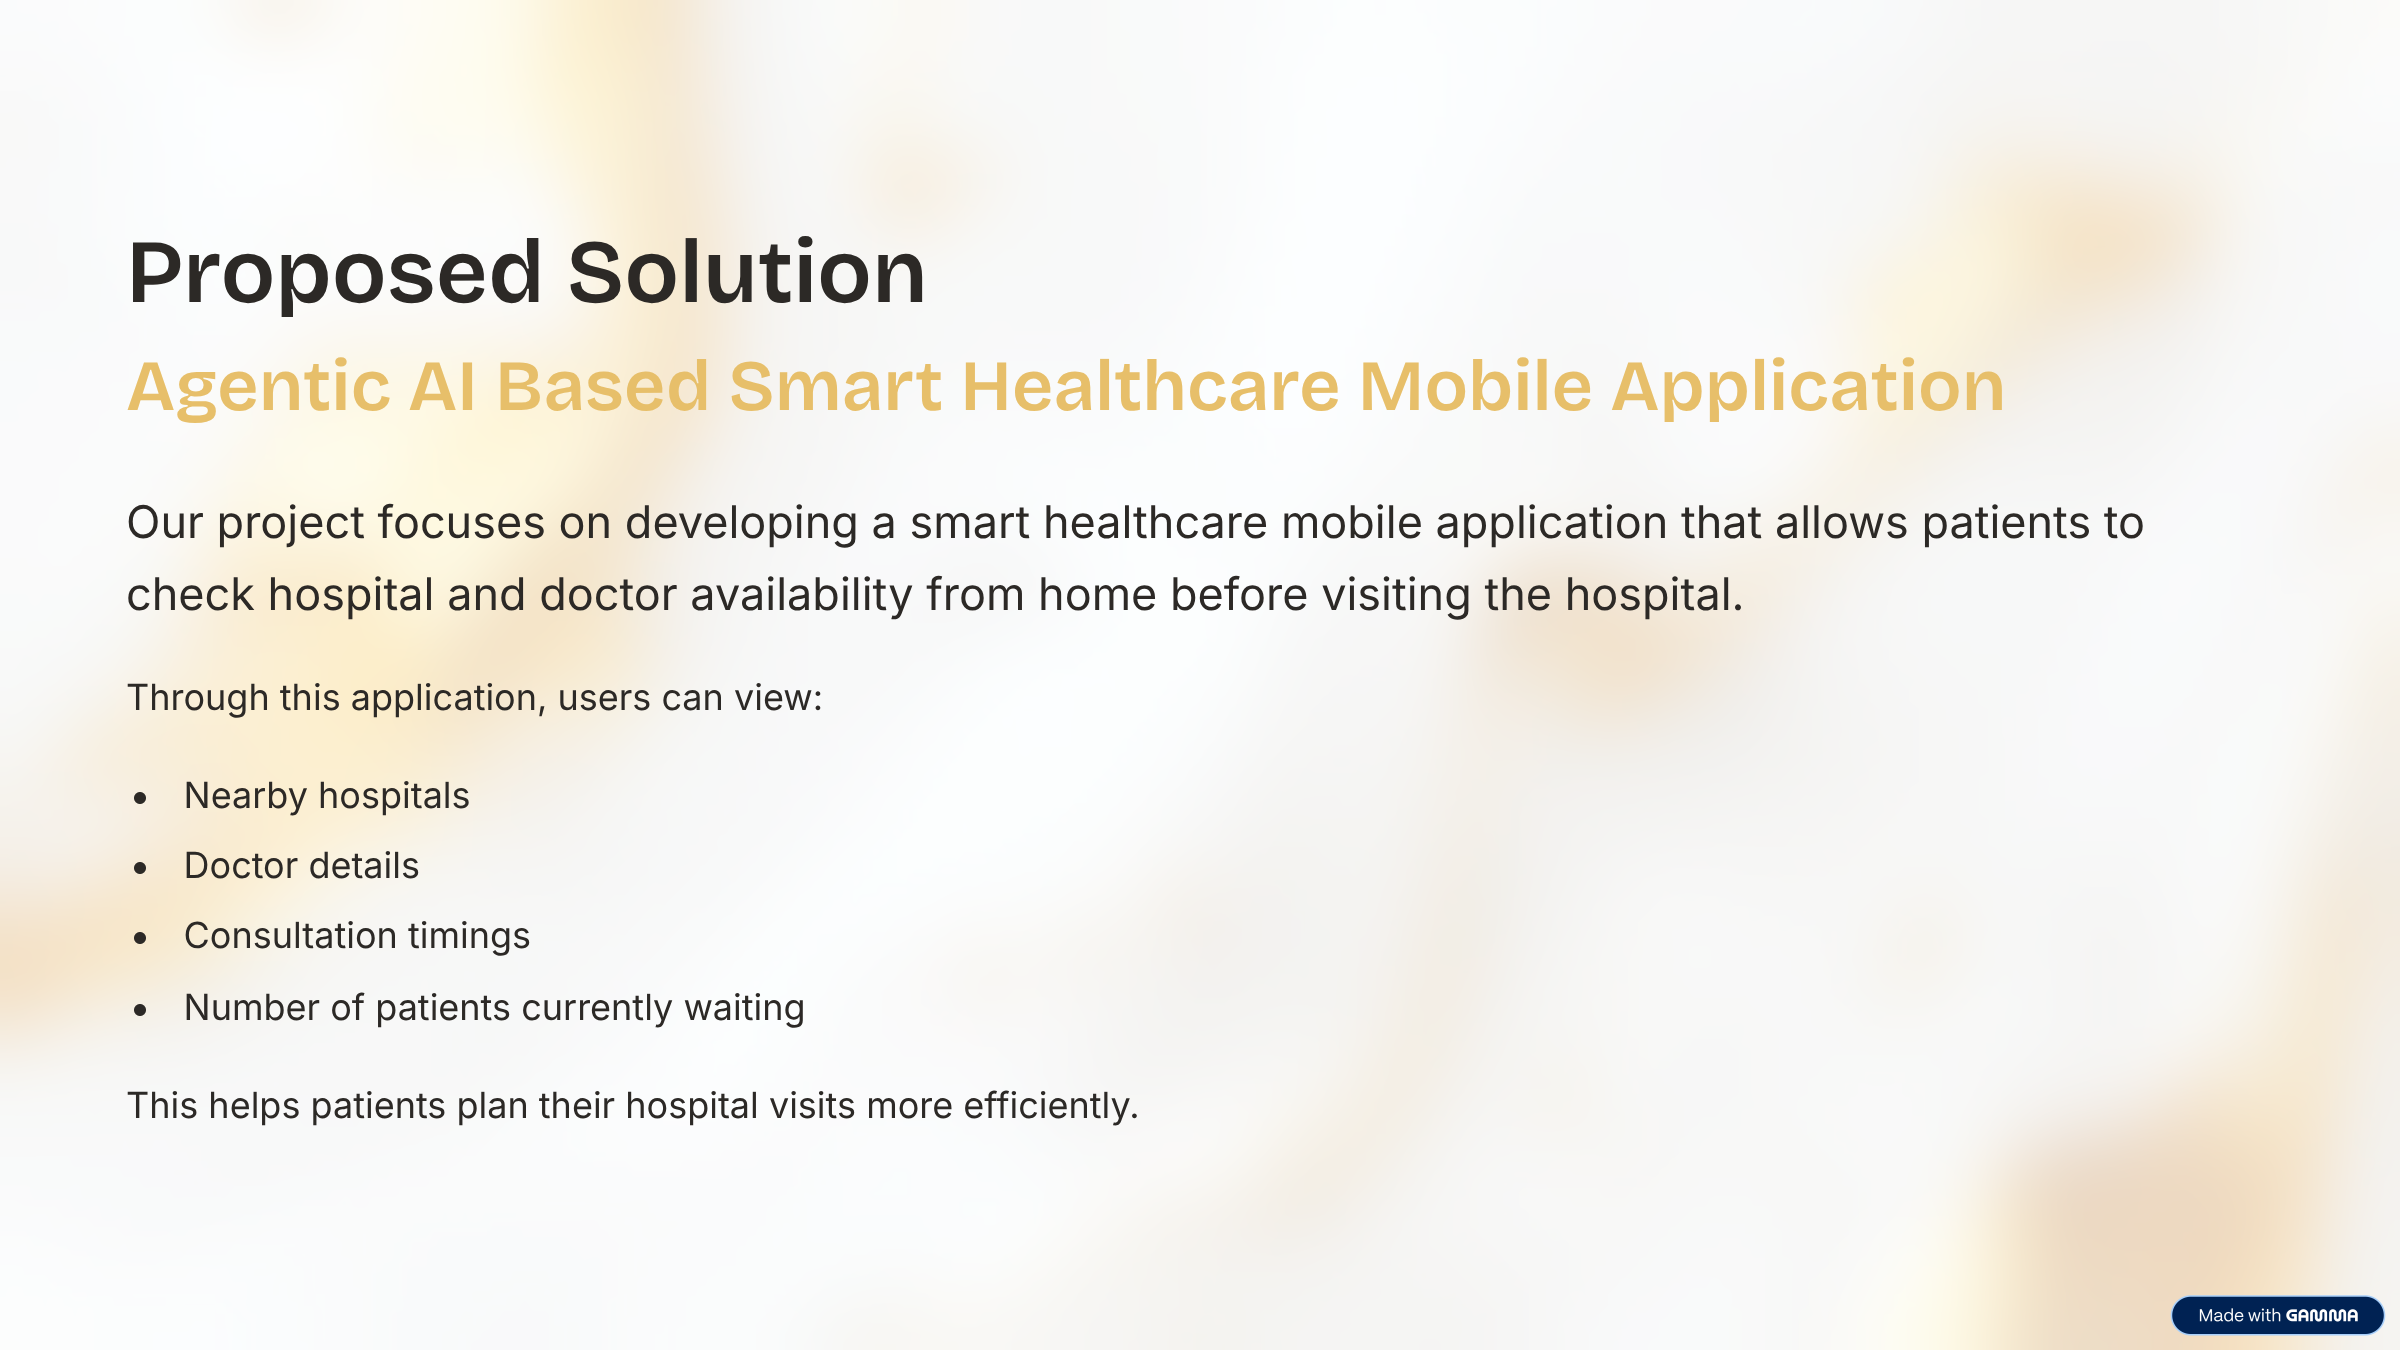 Proposed Solution
Agentic AI Based Smart Healthcare Mobile Application
Our project focuses on developing a smart healthcare mobile application that allows patients to
check hospital and doctor availability from home before visiting the hospital.
Through this application, users can view:
• Nearby hospitals
• Doctor details
• Consultation timings
• Number of patients currently waiting
This helps patients plan their hospital visits more efficiently.
Made with GAMMA